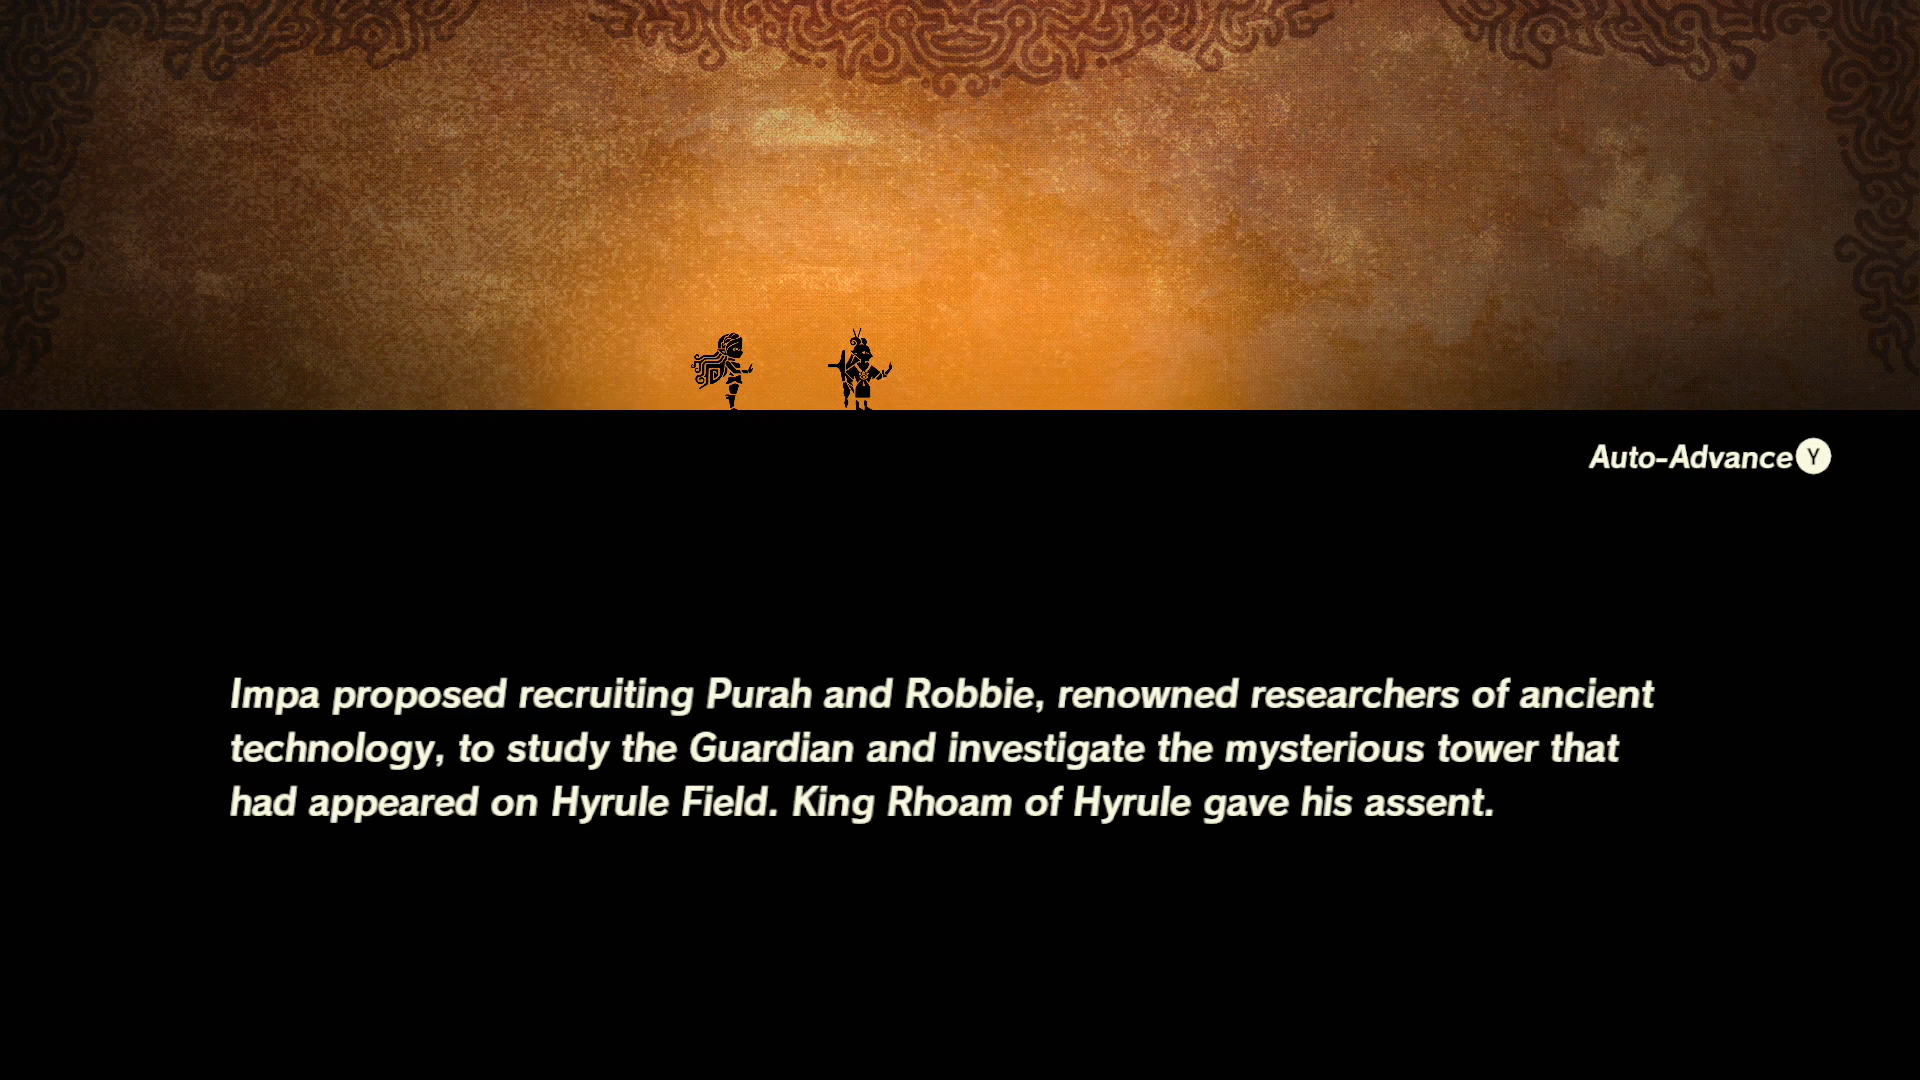 Auto-Advance Y
Impa proposed recruiting Purah and Robbie, renowned researchers of ancient
technology, to study the Guardian and investigate the mysterious tower that
had appeared on Hyrule Field. King Rhoam of Hyrule gave his assent.